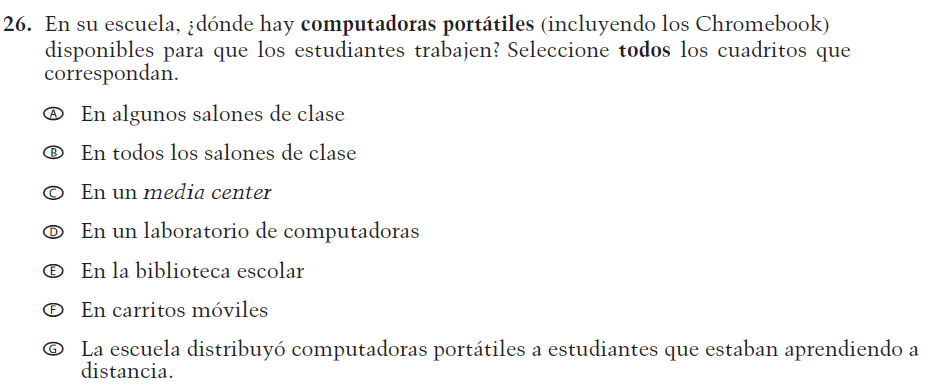 26. En su escuela, ¿dónde hay computadoras portátiles (incluyendo los Chromebook)
disponibles para que los estudiantes trabajen? Seleccione todos los cuadritos que
correspondan.
A En algunos salones de clase
B En todos los salones de clase
C En un media center
D En un laboratorio de computadoras
E En la biblioteca escolar
F En carritos móviles
G La escuela distribuyó computadoras portátiles a estudiantes que estaban aprendiendo a
distancia.